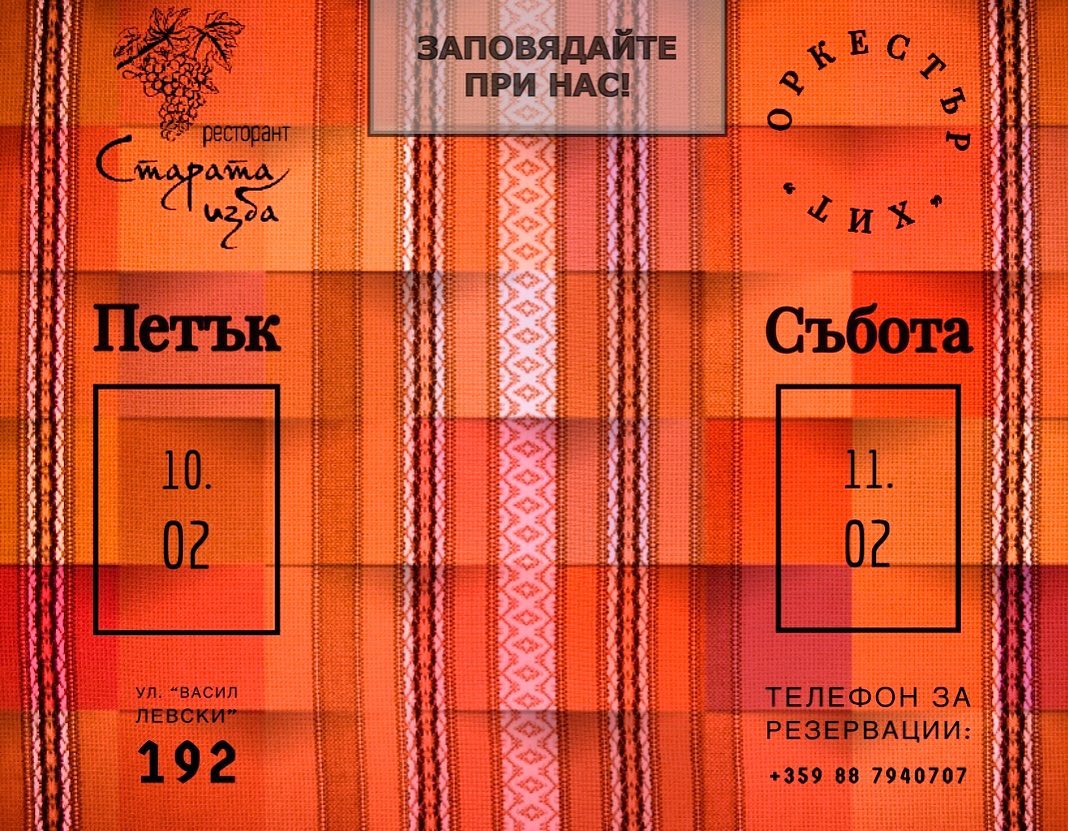 ресторант
Старата
изба
ЗАПОВЯДАЙТЕ
ПРИ НАС!
ОРКЕСТЪР
ХИТ
Петък
10.
02
Събота
11.
02
УЛ. “ВАСИЛ
ЛЕВСКИ”
192
ТЕЛЕФОН ЗА
РЕЗЕРВАЦИИ:
+359 88 7940707